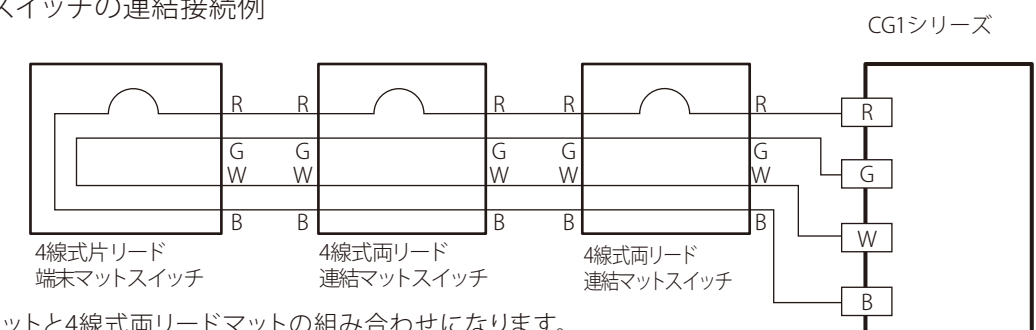 スイッチの連結接続例
CG1シリーズ
R R R R R R
G G G G G G
W W W W W W
B B B B B B
4線式片リード
端末マットスイッチ
4線式両リード
連結マットスイッチ
4線式両リード
連結マットスイッチ
ットと4線式両リードマットの組み合わせになります。